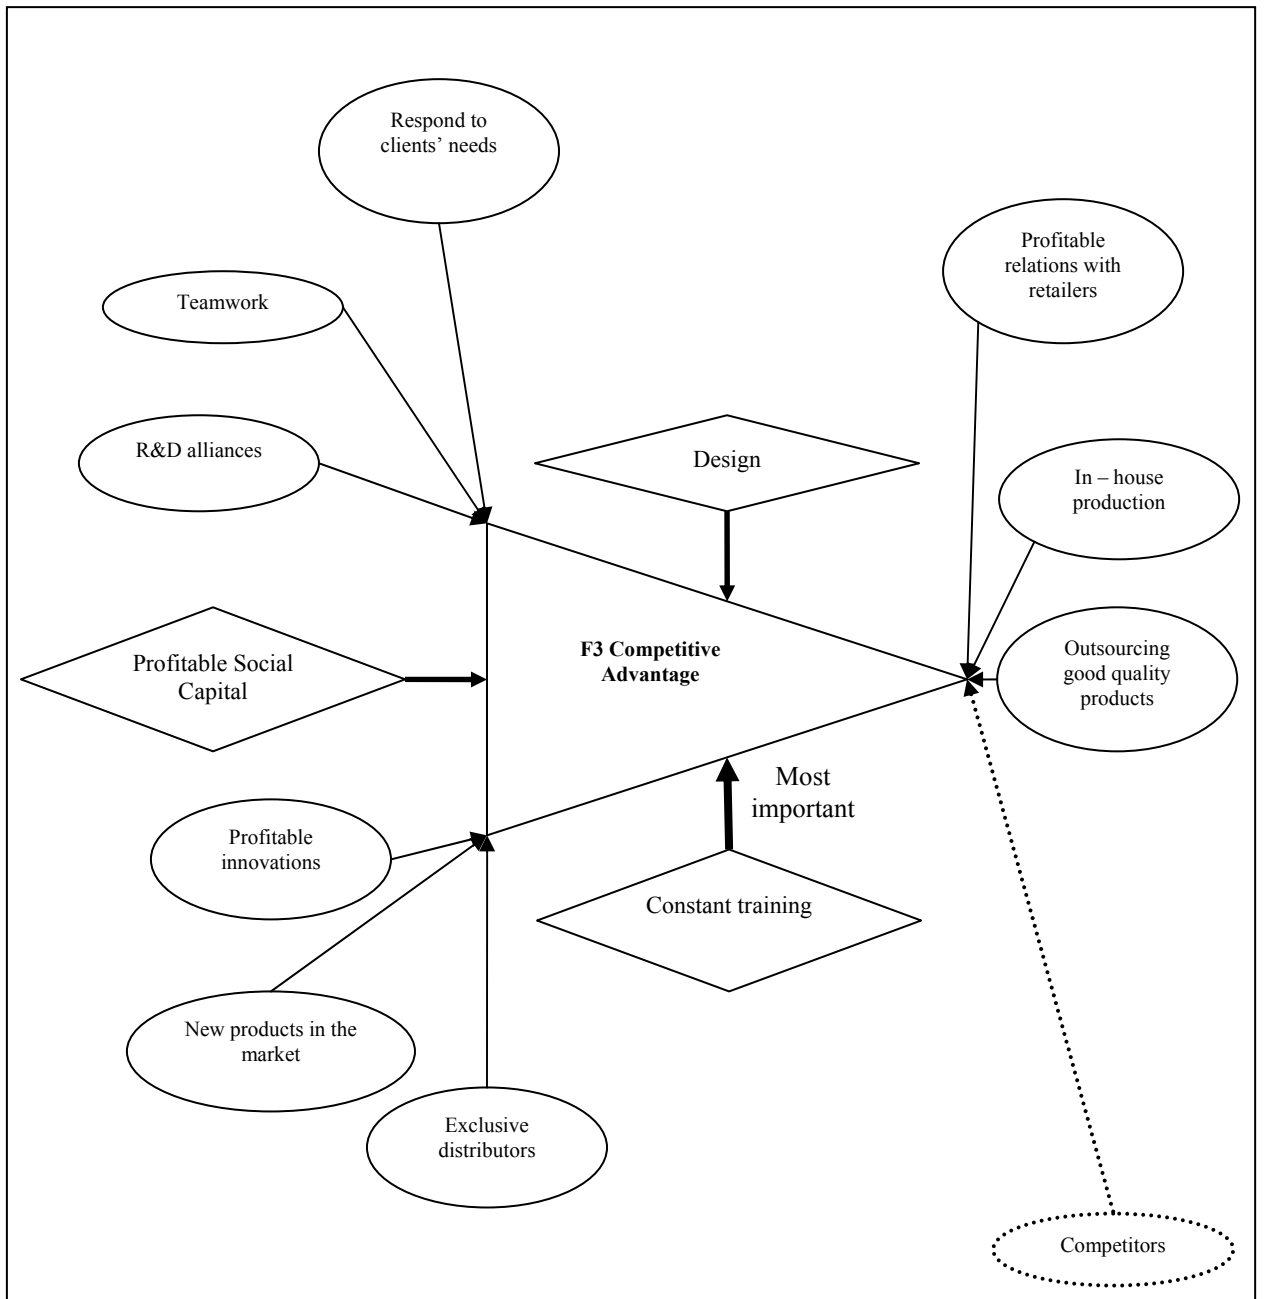 Respond to
clients’ needs
Profitable
relations with
retailers
Teamwork
R&D alliances
Design
In – house
production
F3 Competitive
Advantage
Outsourcing
good quality
products
Profitable Social
Capital
Most
important
Profitable
innovations
Constant training
New products in the
market
Exclusive
distributors
Competitors